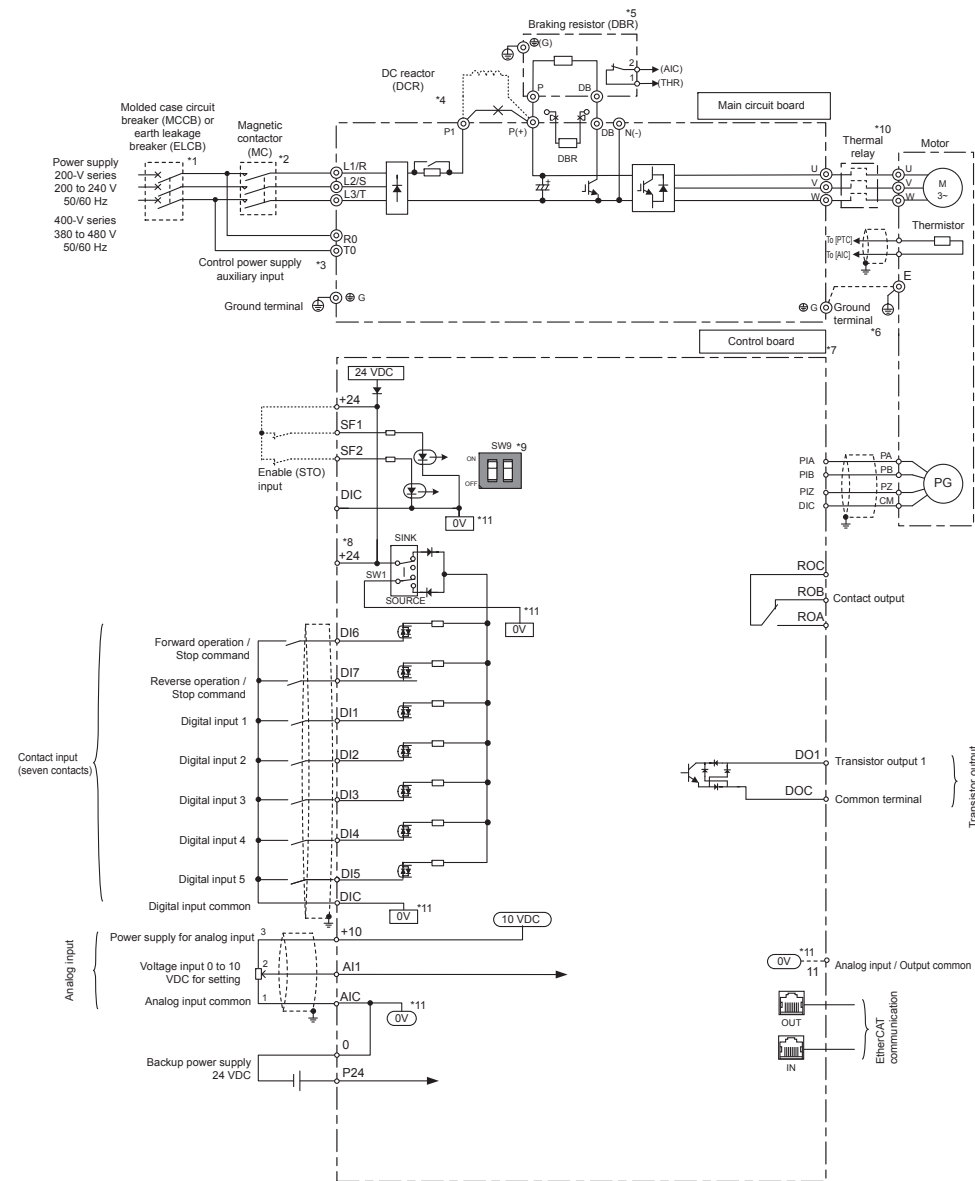 *5
Braking resistor (DBR)
(G)
2
(AIC)
1
(THR)
P
DB
DC reactor
(DCR)
*4
P1
P(+)
DB
N(-)
DBR
Main circuit board
Molded case circuit
breaker (MCCB) or
earth leakage
breaker (ELCB)
*1
Magnetic
contactor
(MC)
*2
Power supply
200-V series
200 to 240 V
50/60 Hz
400-V series
380 to 480 V
50/60 Hz
L1/R
L2/S
L3/T
R0
T0
Control power supply
auxiliary input
*3
Ground terminal
G
+
*10
Thermal
relay
Motor
U
V
W
U
V
W
M
3~
Thermistor
To [PTC]
To [AIC]
E
G
Ground
terminal
*6
Control board
*7
24 VDC
+24
SF1
SF2
Enable (STO)
input
DIC
SW9
*9
ON
OFF
0V
*11
*8
+24
SINK
SW1
SOURCE
*11
0V
PIA
PIB
PIZ
DIC
PA
PB
PZ
CM
PG
ROC
ROB
ROA
Contact output
Contact input
(seven contacts)
Forward operation /
Stop command
DI6
Reverse operation /
Stop command
DI7
Digital input 1
DI1
Digital input 2
DI2
Digital input 3
DI3
Digital input 4
DI4
Digital input 5
DI5
Digital input common
DIC
0V
*11
DO1
Transistor output 1
DOC
Common terminal
Transistor output
Analog input
Power supply for analog input
3
+10
10 VDC
Voltage input 0 to 10
VDC for setting
2
AI1
Analog input common
1
AIC
*11
0V
0V
*11
11
Analog input / Output common
OUT
IN
EtherCAT
communication
Backup power supply
24 VDC
0
P24